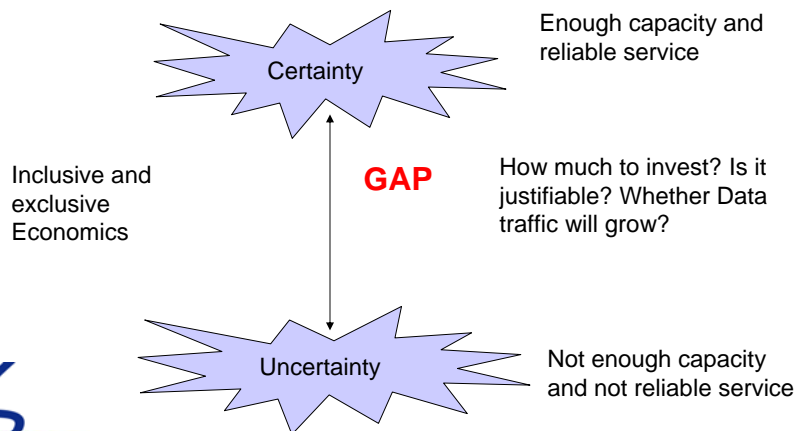 Enough capacity and
reliable service
Certainty
Inclusive and
exclusive
Economics
GAP
How much to invest? Is it
justifiable? Whether Data
traffic will grow?
Uncertainty
Not enough capacity
and not reliable service